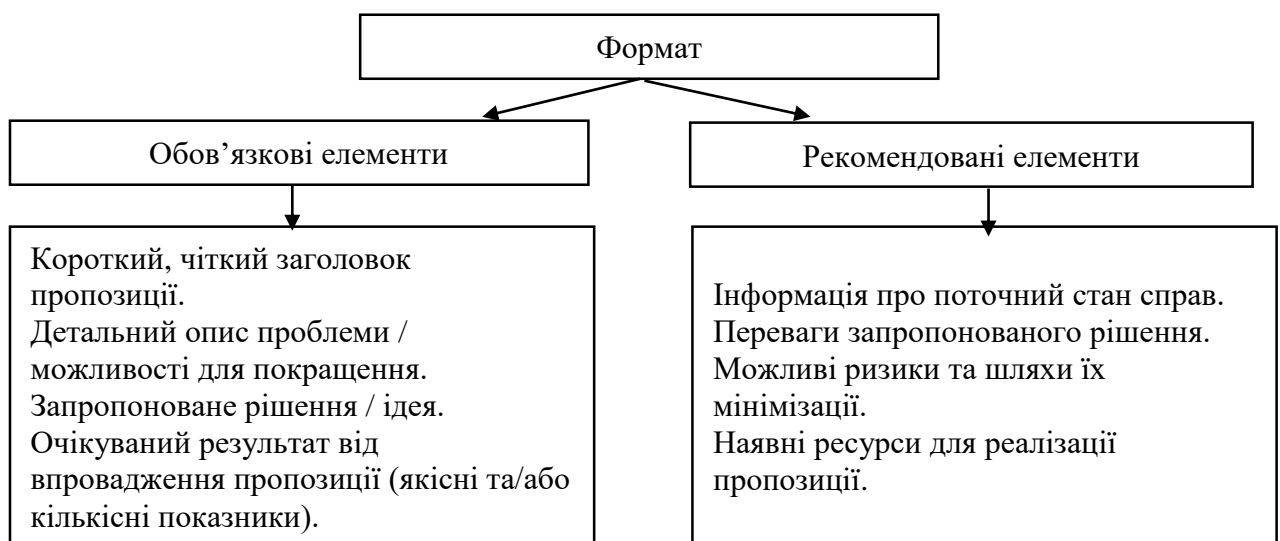 Формат
Обов’язкові елементи
Рекомендовані елементи
Короткий, чіткий заголовок
пропозиції.
Детальний опис проблеми /
можливості для покращення.
Запропоноване рішення / ідея.
Очікуваний результат від
впровадження пропозиції (якісні та/або
кількісні показники).
Інформація про поточний стан справ.
Переваги запропонованого рішення.
Можливі ризики та шляхи їх
мінімізації.
Наявні ресурси для реалізації
пропозиції.